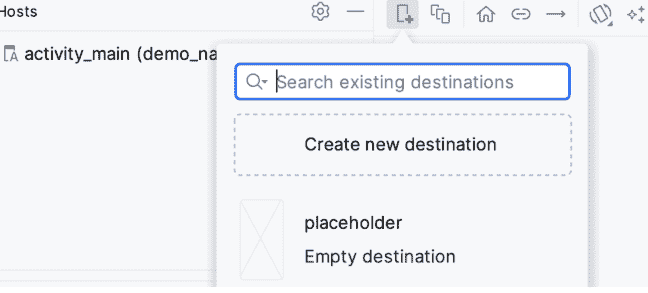 Hosts
activity_main (demo_na
Search existing destinations
Create new destination
placeholder
Empty destination